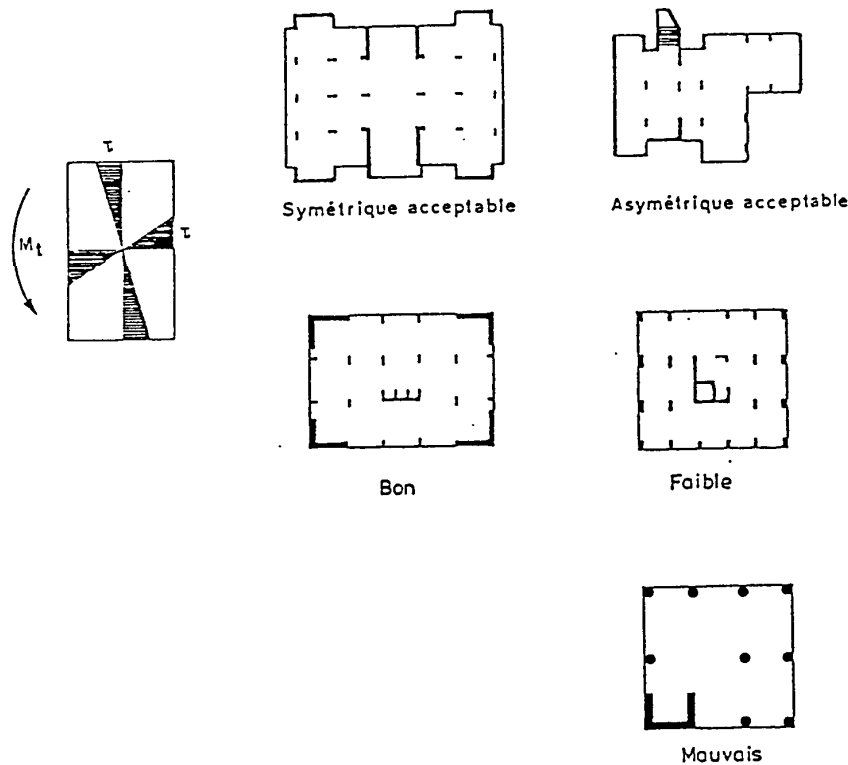 Symétrique acceptable
Asymétrique acceptable
τ
τ
Mt
Bon
Faible
Mauvais